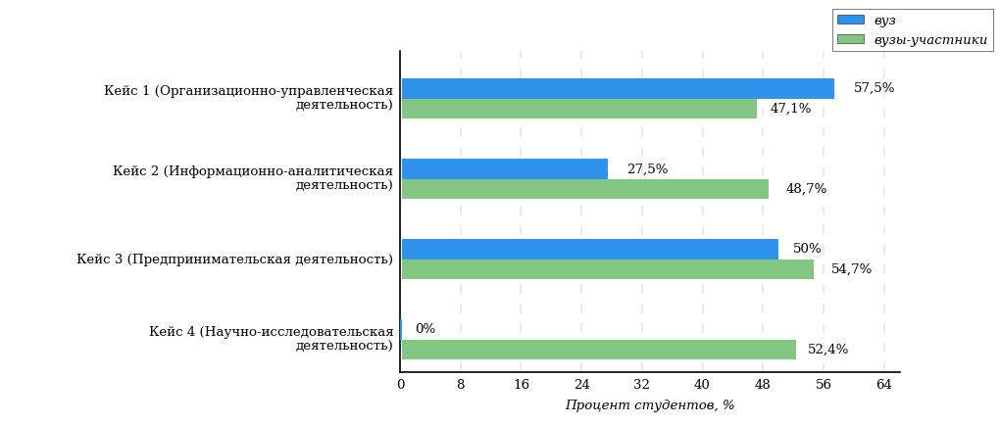 вуз
вузы-участники
Кейс 1 (Организационно-управленческая
деятельность)
57,5%
47,1%
Кейс 2 (Информационно-аналитическая
деятельность)
27,5%
48,7%
Кейс 3 (Предпринимательская деятельность)
50%
54,7%
Кейс 4 (Научно-исследовательская
деятельность)
0%
52,4%
0 8 16 24 32 40 48 56 64
Процент студентов, %